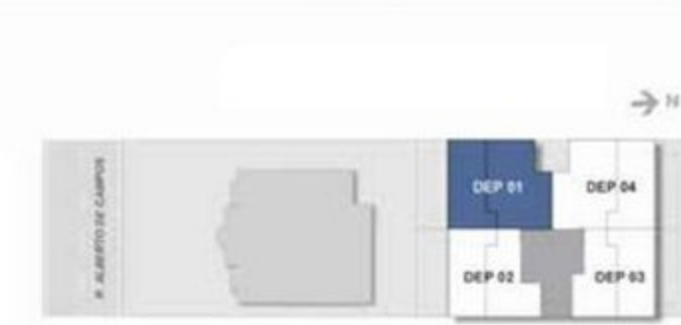 N
R. ALBERTO DE CAMPOS
DEP 01
DEP 04
DEP 02
DEP 03